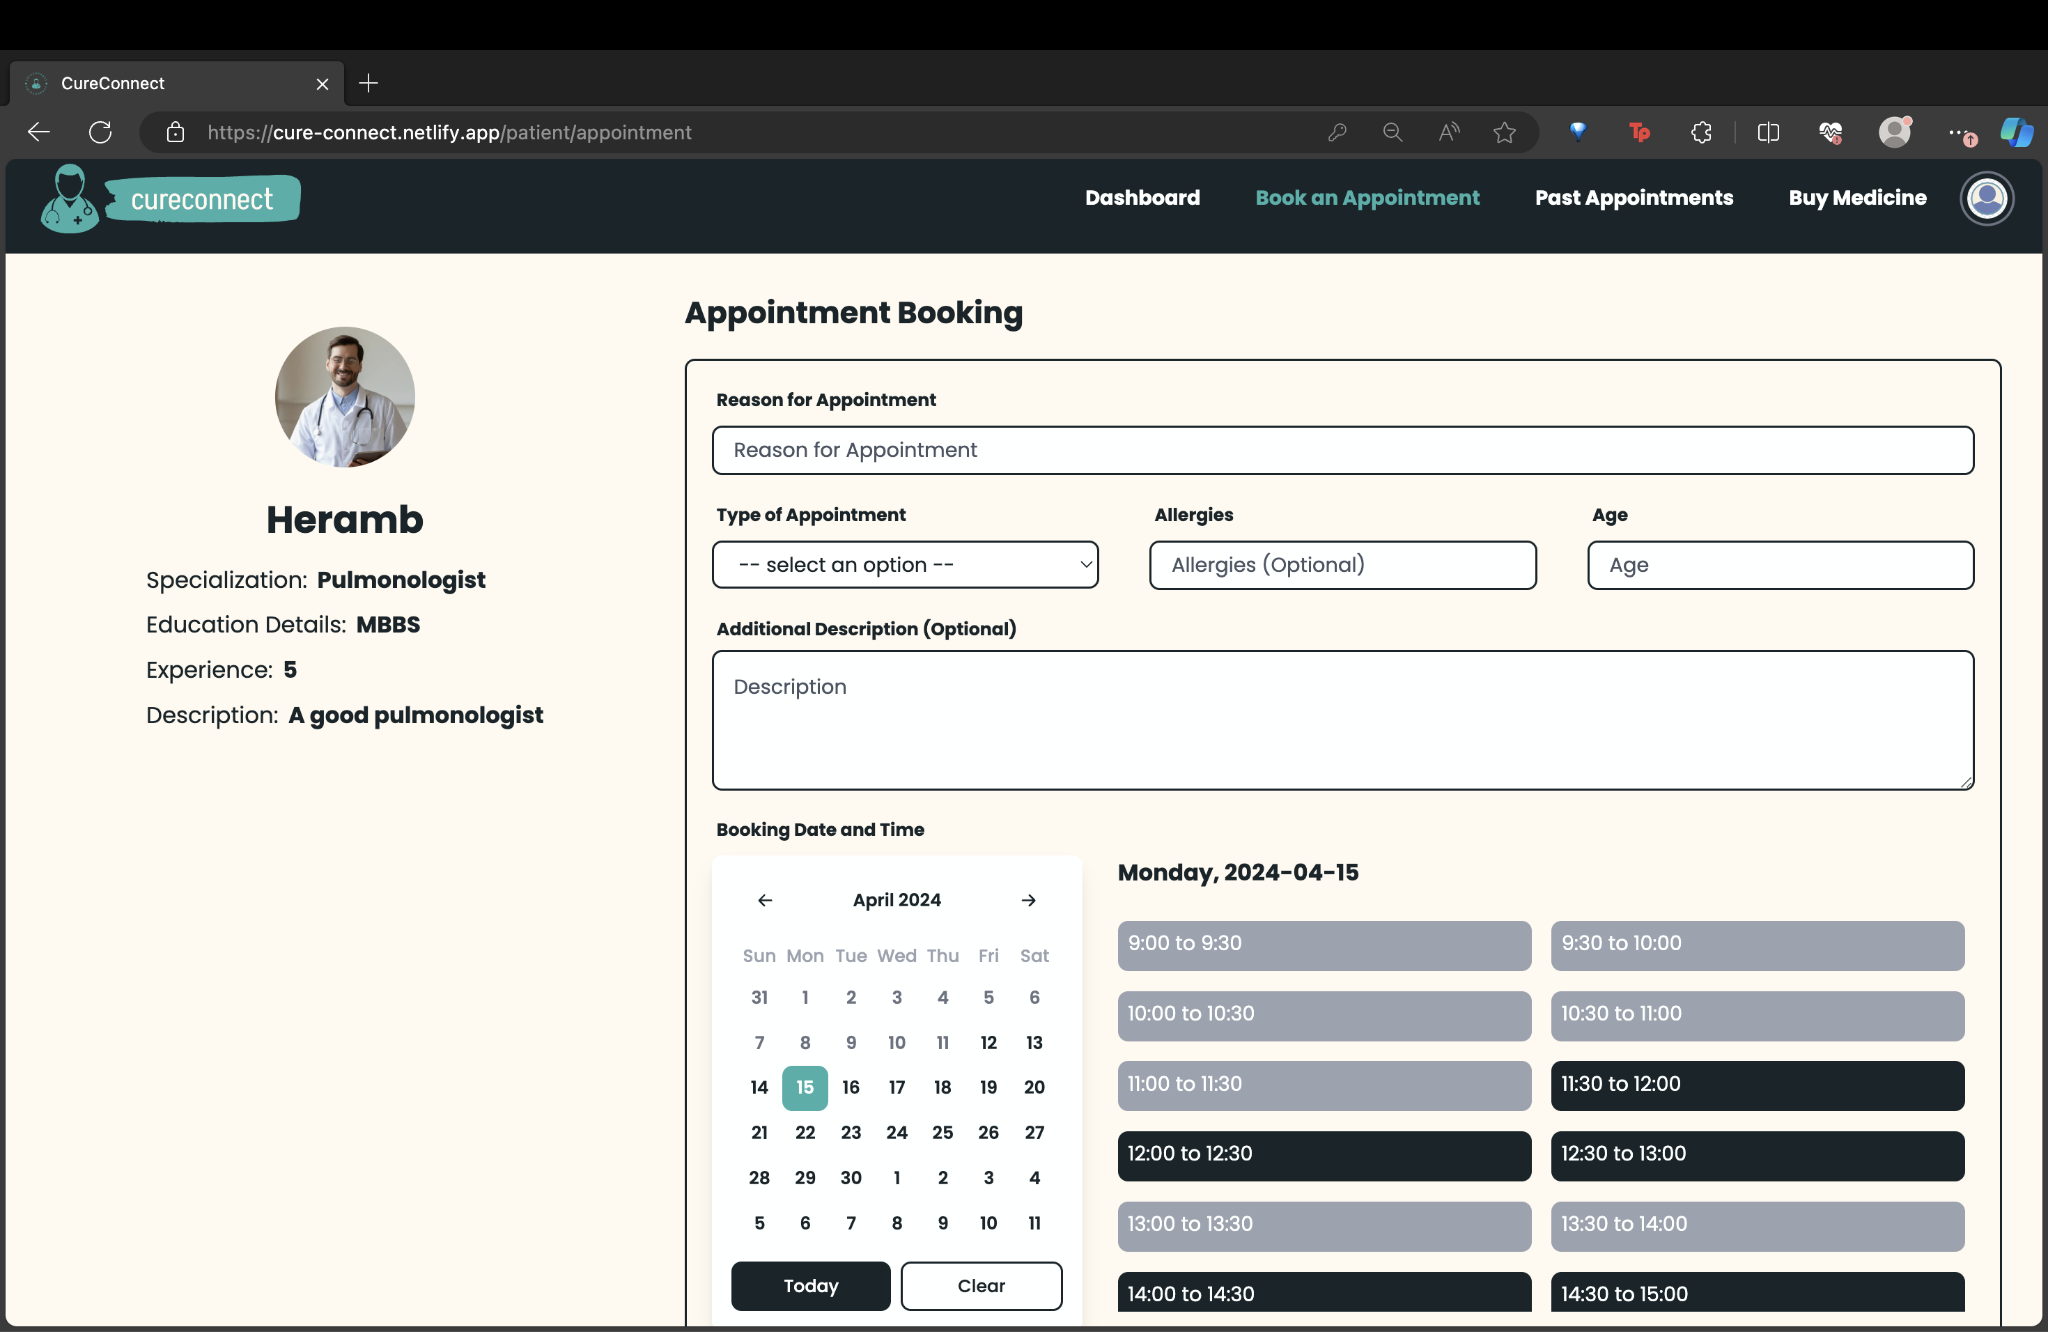 CureConnect
https://cure-connect.netlify.app/patient/appointment
cureconnect
Dashboard
Book an Appointment
Past Appointments
Buy Medicine
Heramb
Specialization: Pulmonologist
Education Details: MBBS
Experience: 5
Description: A good pulmonologist
Appointment Booking
Reason for Appointment
Reason for Appointment
Type of Appointment
Allergies
Age
-- select an option --
Allergies (Optional)
Age
Additional Description (Optional)
Description
Booking Date and Time
April 2024
Sun Mon Tue Wed Thu Fri Sat
31 1 2 3 4 5 6
7 8 9 10 11 12 13
14 15 16 17 18 19 20
21 22 23 24 25 26 27
28 29 30 1 2 3 4
5 6 7 8 9 10 11
Today
Clear
Monday, 2024-04-15
9:00 to 9:30
9:30 to 10:00
10:00 to 10:30
10:30 to 11:00
11:00 to 11:30
11:30 to 12:00
12:00 to 12:30
12:30 to 13:00
13:00 to 13:30
13:30 to 14:00
14:00 to 14:30
14:30 to 15:00